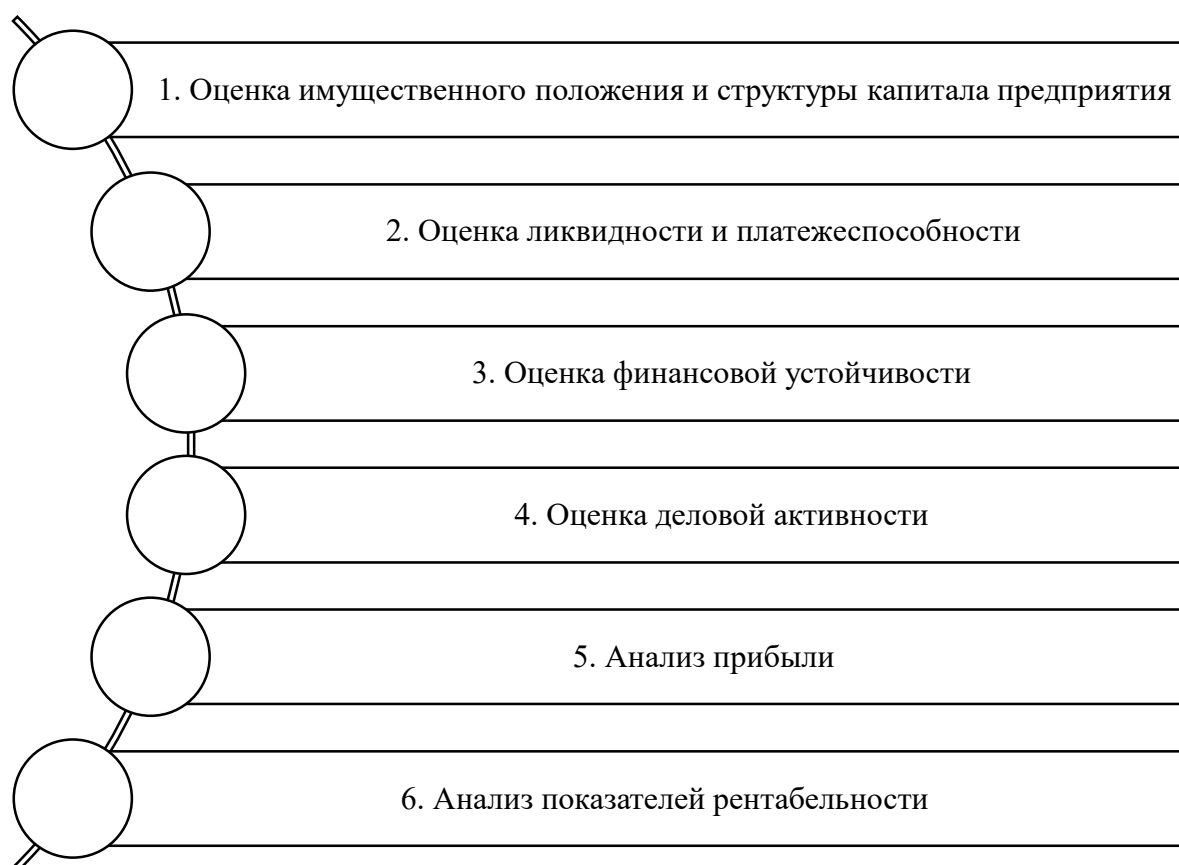 1. Оценка имущественного положения и структуры капитала предприятия
2. Оценка ликвидности и платежеспособности
3. Оценка финансовой устойчивости
4. Оценка деловой активности
5. Анализ прибыли
6. Анализ показателей рентабельности